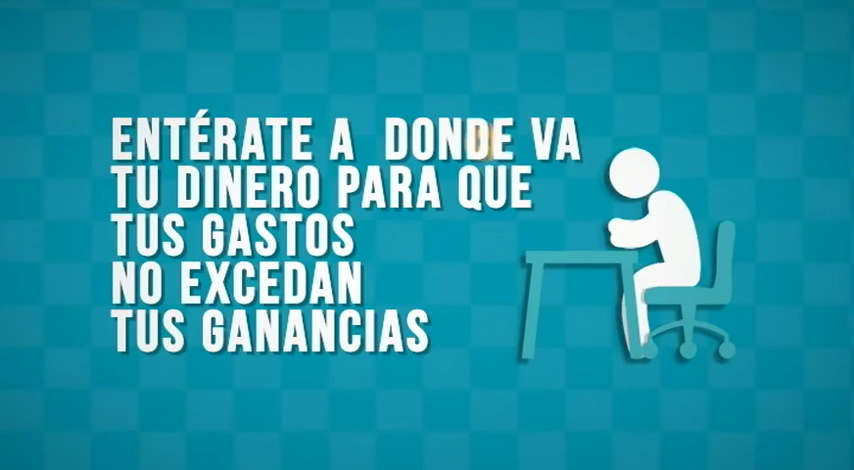 ENTÉRATE A DONDE VA
TU DINERO PARA QUE
TUS GASTOS
NO EXCEDAN
TUS GANANCIAS